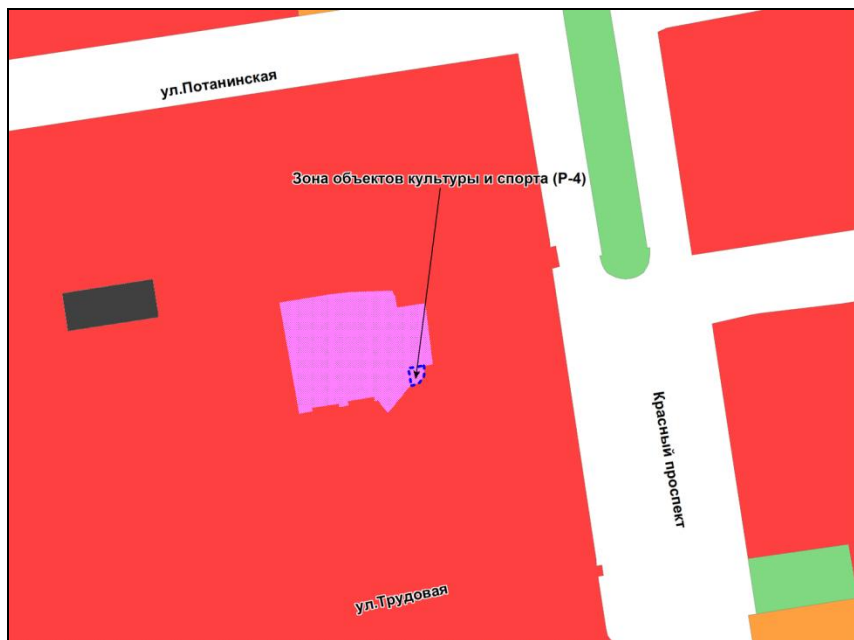 ул.Потанинская
Зона объектов культуры и спорта (Р-4)
Красный проспект
ул.Трудовая